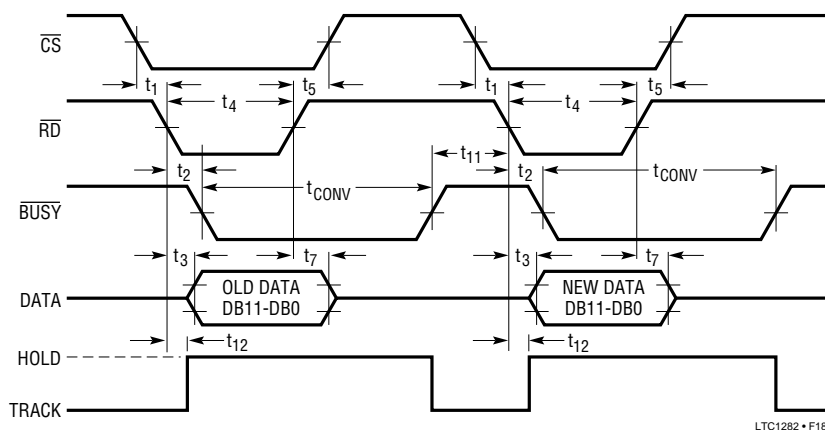 CS
t1 t5 t1 t5
t4 t4
RD
t11
t2 t2
tCONV tCONV
BUSY
t3 t7 t3 t7
OLD DATA NEW DATA
DATA
DB11-DB0 DB11-DB0
HOLD
t12 t12
TRACK
LTC1282 • F18